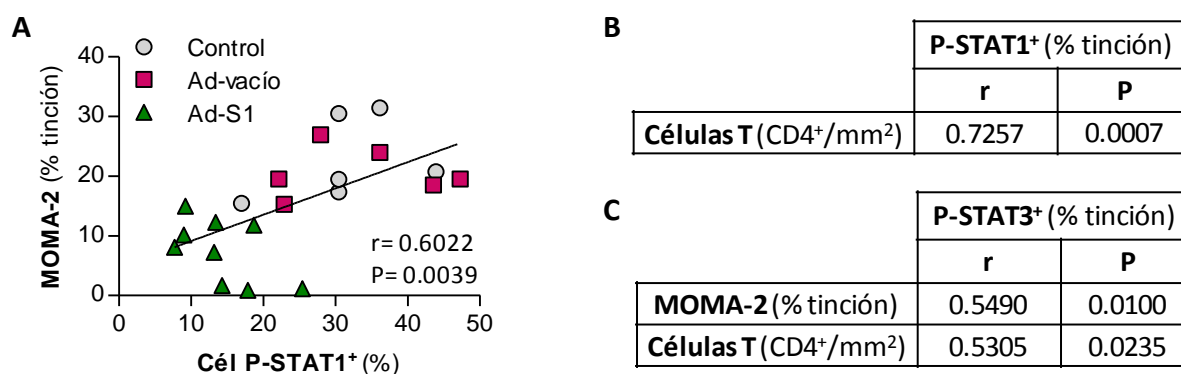 A
Control
Ad-vacío
Ad-S1
MOMA-2 (% tinción)
40
30
20
10
0
r= 0.6022
P= 0.0039
0 10 20 30 40 50
Cél P-STAT1+ (%)
B
P-STAT1+ (% tinción)
r P
Células T (CD4+/mm²) 0.7257 0.0007
C
P-STAT3+ (% tinción)
r P
MOMA-2 (% tinción) 0.5490 0.0100
Células T (CD4+/mm²) 0.5305 0.0235